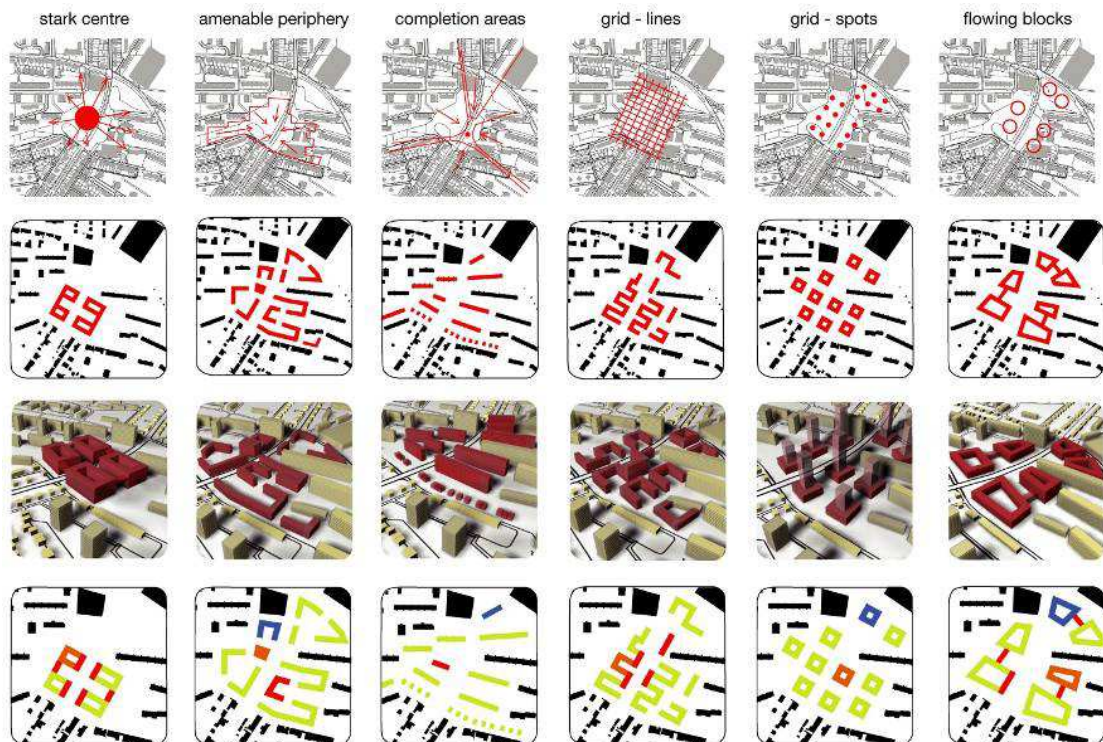 stark centre
amenable periphery
completion areas
grid - lines
grid - spots
flowing blocks